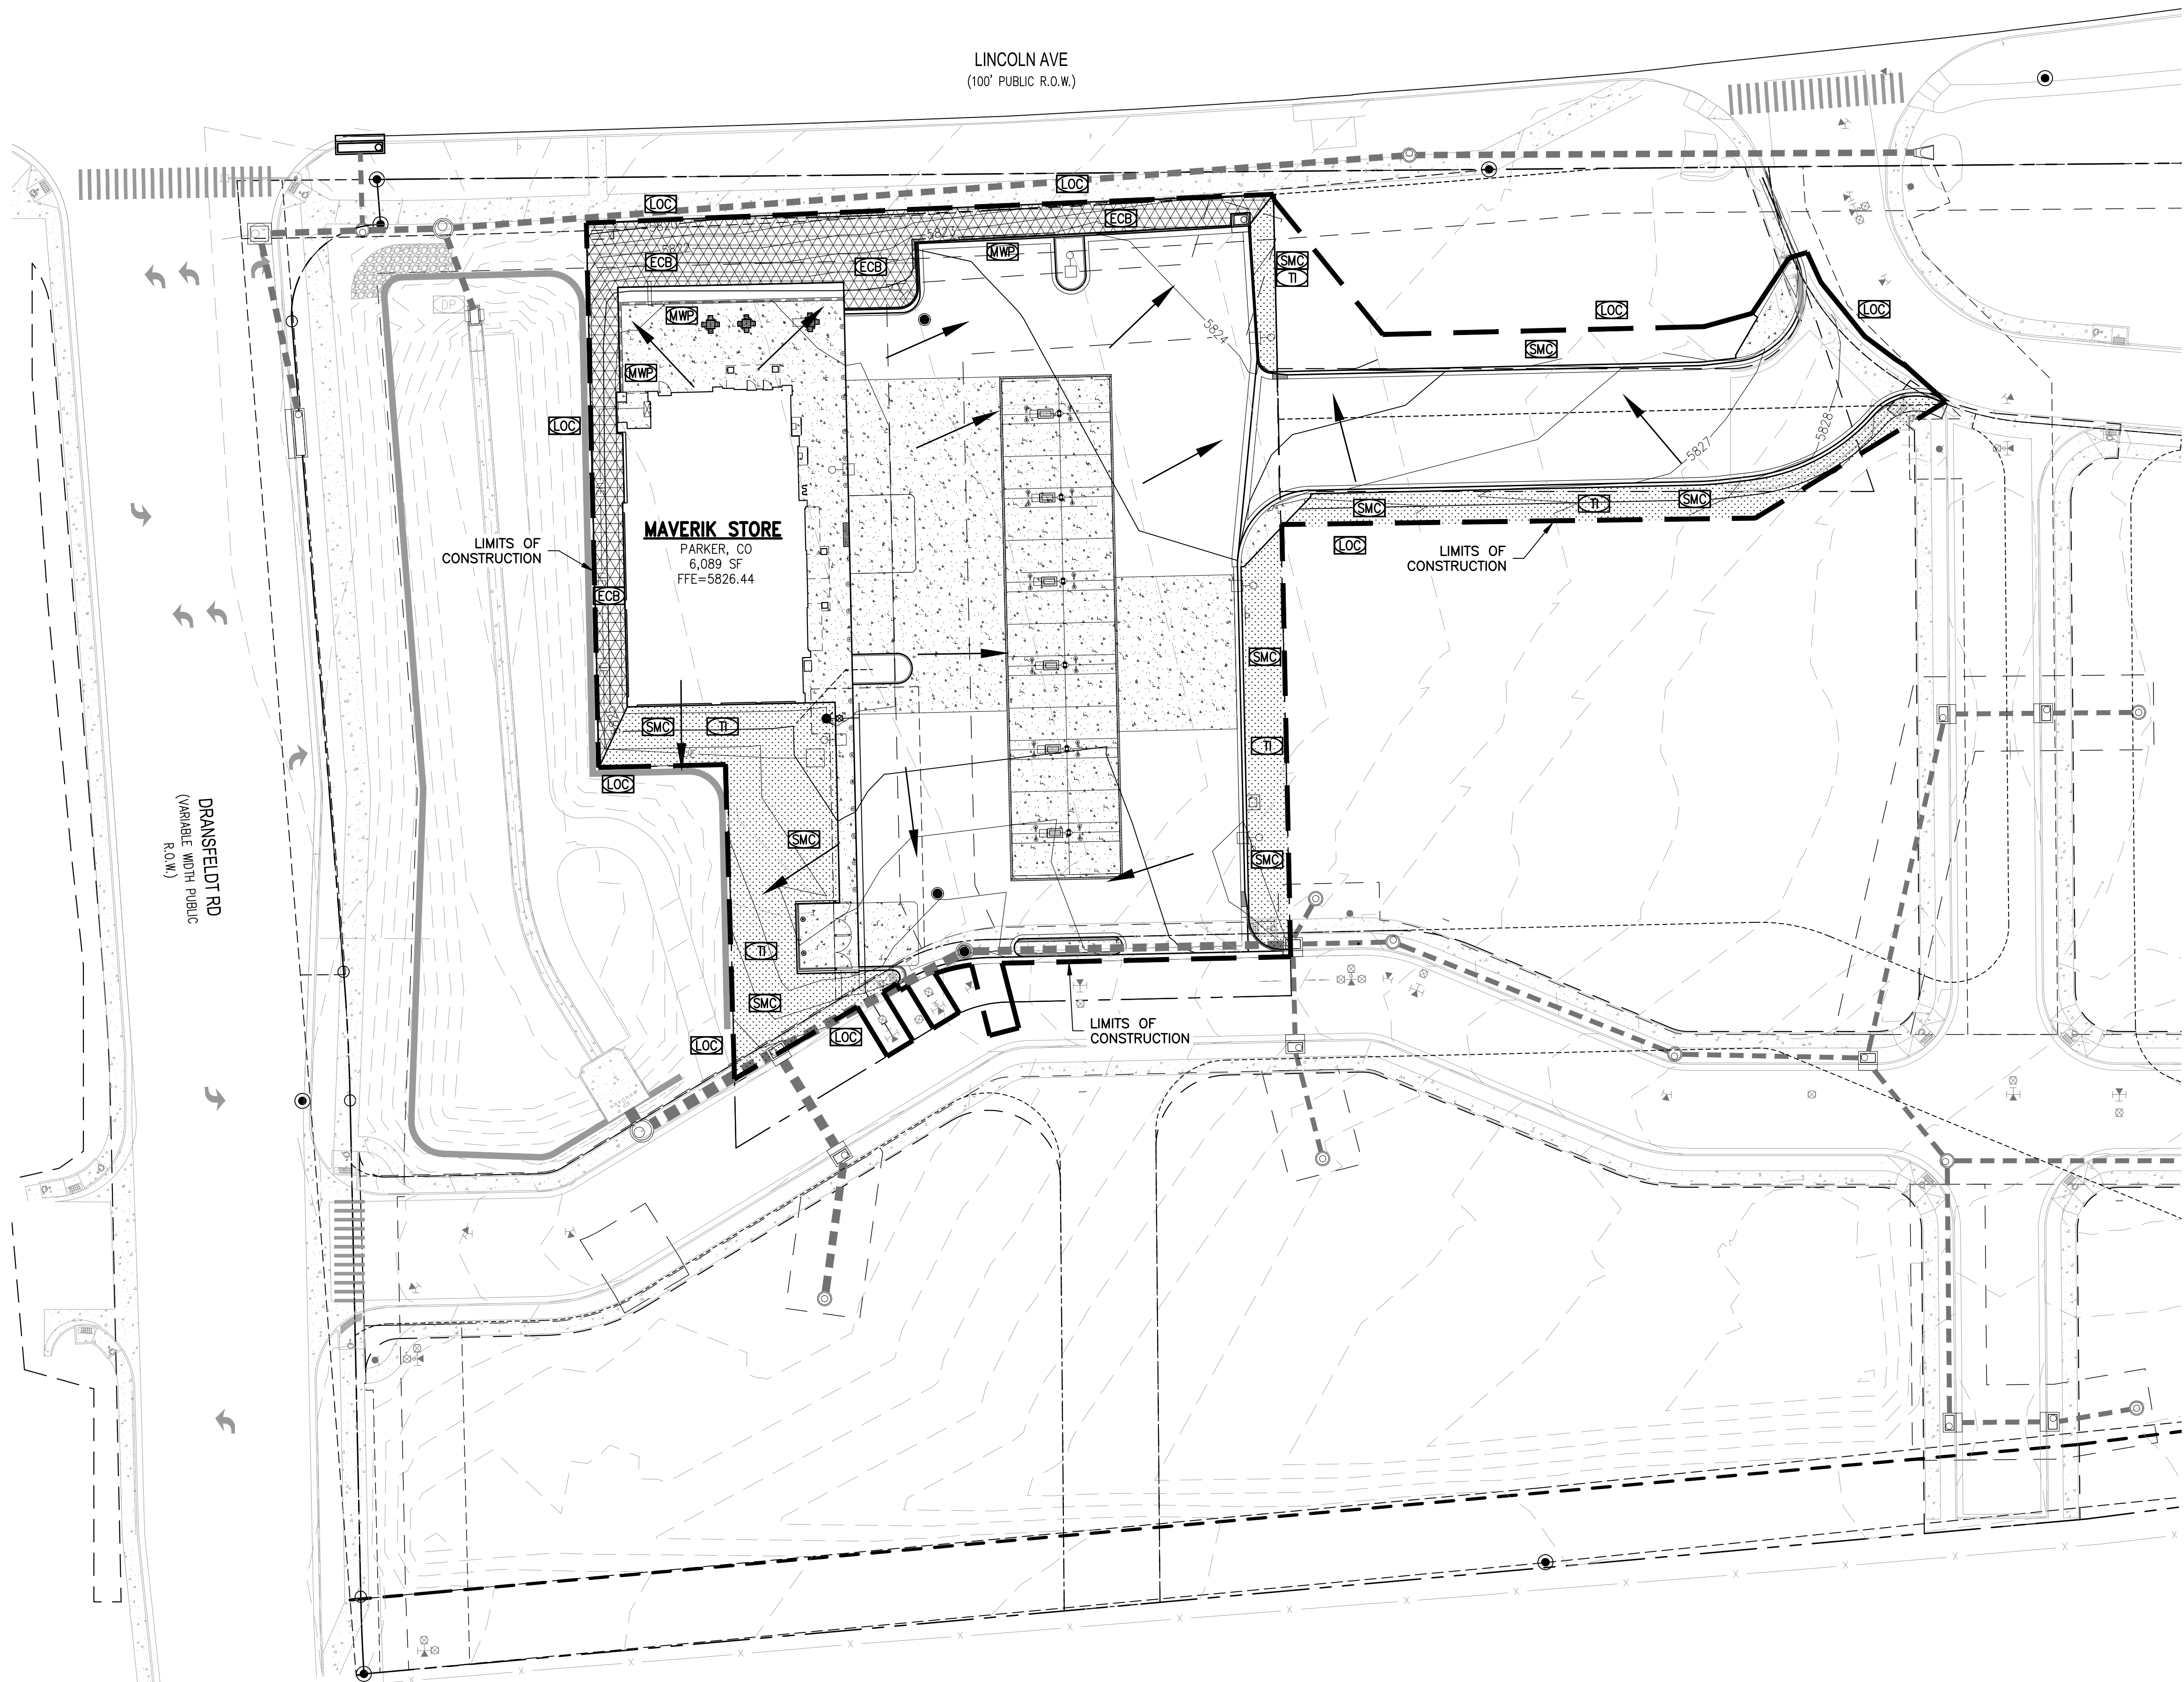 LINCOLN AVE
(100' PUBLIC R.O.W.)
LOC
LOC
ECB
5822
5823
MWP
ECB
ECB
SMC
TI
DP
LOC
LOC
MWP
5824
SMC
MWP
LOC
5828
5827
MAVERIK STORE
PARKER, CO
6,089 SF
FFE=5826.44
LIMITS OF
CONSTRUCTION
SMC
TI
SMC
LOC
LIMITS OF
CONSTRUCTION
ECB
SMC
SMC
TI
TI
LOC
DRANSFELDT RD
(VARIABLE WIDTH PUBLIC
R.O.W.)
SMC
SMC
TI
SMC
LOC
LOC
LIMITS OF
CONSTRUCTION